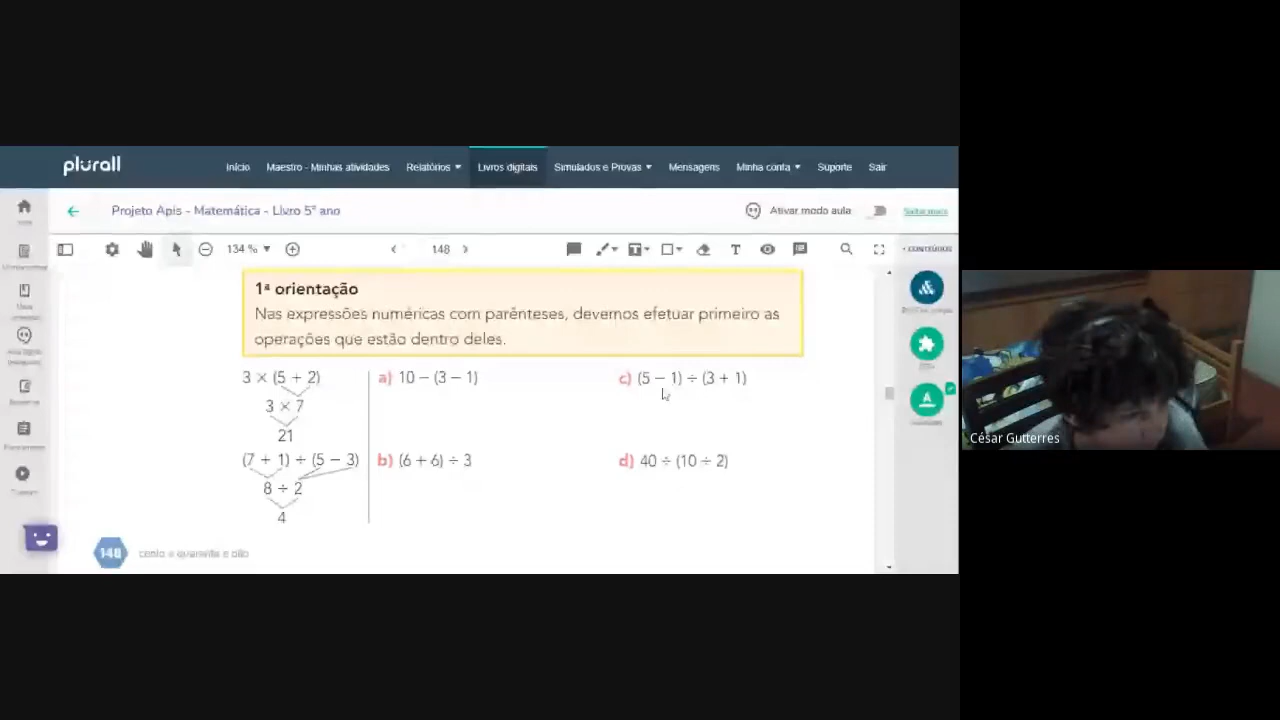 plurall
Início Maestro - Minhas atividades Relatórios Livros digitais Simulados e Provas Mensagens Minha conta Suporte Sair
Projeto Apis - Matemática - Livro 5º ano
Ativar modo aula
Saiba mais
134 %
148
T
CONTEÚDOS
1ª orientação
Nas expressões numéricas com parênteses, devemos efetuar primeiro as
operações que estão dentro deles.
3 × (5 + 2)
3 × 7
21
(7 + 1) ÷ (5 − 3)
8 ÷ 2
4
a) 10 − (3 − 1)
b) (6 + 6) ÷ 3
c) (5 − 1) ÷ (3 + 1)
d) 40 ÷ (10 ÷ 2)
148 cento e quarenta e oito
César Gutterres